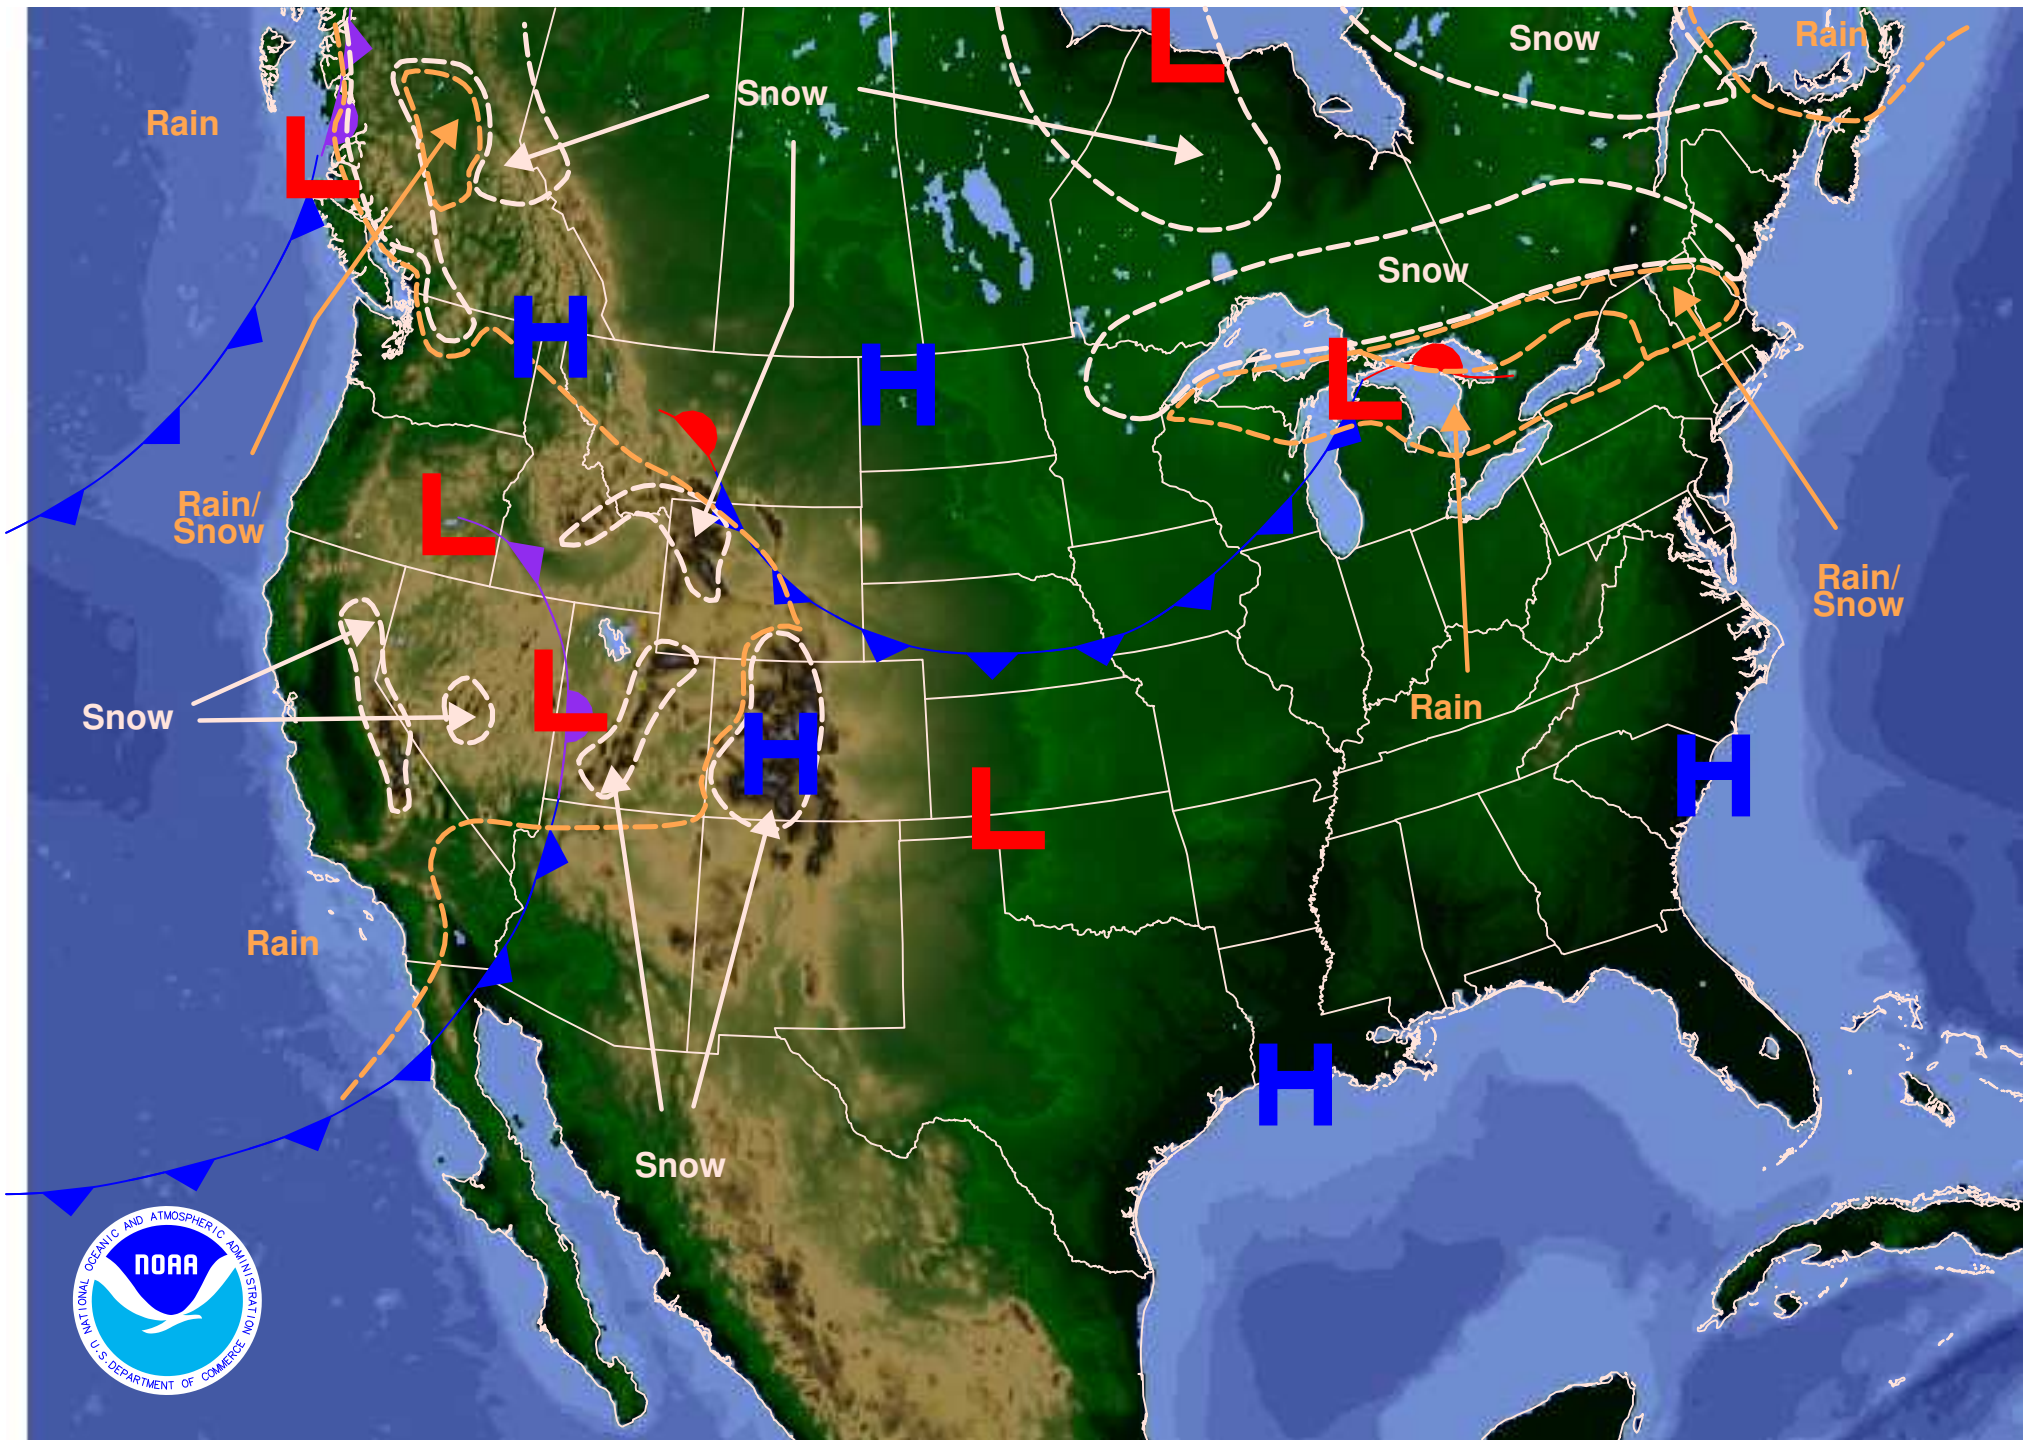 Snow
Rain
L
Snow
Rain
L
Snow
H
H
L
Rain/
Snow
L
Rain/
Snow
L
Snow
Rain
H
H
L
Rain
H
Snow
NATIONAL OCEANIC AND ATMOSPHERIC ADMINISTRATION
NOAA
U.S. DEPARTMENT OF COMMERCE